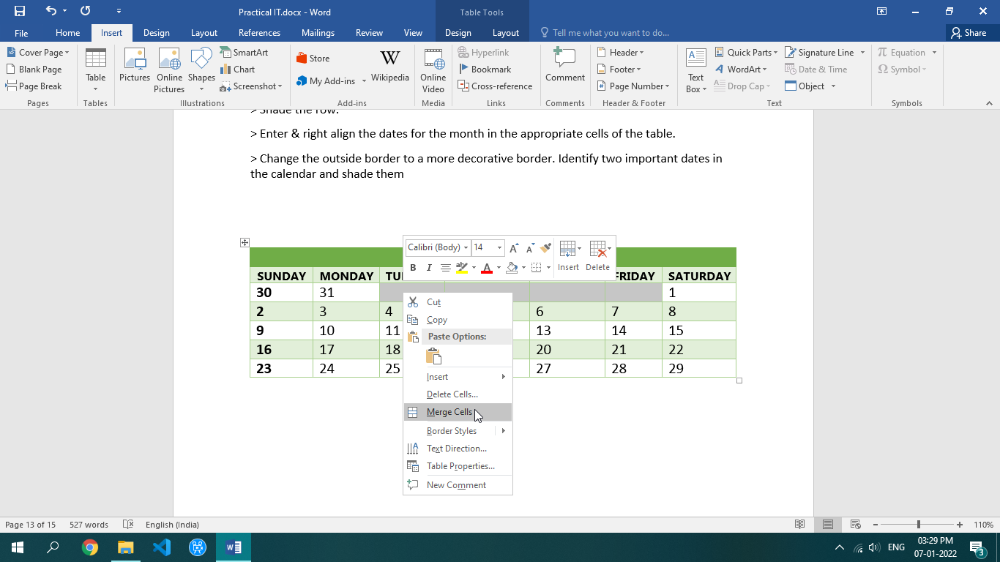 Practical IT.docx - Word
Table Tools
File Home Insert Design Layout References Mailings Review View Design Layout Tell me what you want to do... Share
Cover Page
Blank Page
Page Break
Pages
Table
Tables
Pictures
Online Pictures
Shapes
SmartArt
Chart
Screenshot
Illustrations
Store
My Add-ins
W
Wikipedia
Add-ins
Online Video
Media
Hyperlink
Bookmark
Cross-reference
Links
Comment
Comments
Header
Footer
Page Number
Header & Footer
Text Box
Quick Parts
WordArt
Drop Cap
Signature Line
Date & Time
Object
Text
π Equation
Ω Symbol
Symbols
> Shade the row.
> Enter & right align the dates for the month in the appropriate cells of the table.
> Change the outside border to a more decorative border. Identify two important dates in
the calendar and shade them
Calibri (Body) 14
B I
Insert Delete
SUNDAY MONDAY FRIDAY SATURDAY
30 31 1
2 3 4 6 7 8
9 10 11 13 14 15
16 17 18 20 21 22
23 24 25 27 28 29
Cut
Copy
Paste Options:
Insert
Delete Cells...
Merge Cells
Border Styles
Text Direction...
Table Properties...
New Comment
Page 13 of 15 527 words English (India) 110%
ENG 03:29 PM
07-01-2022
3